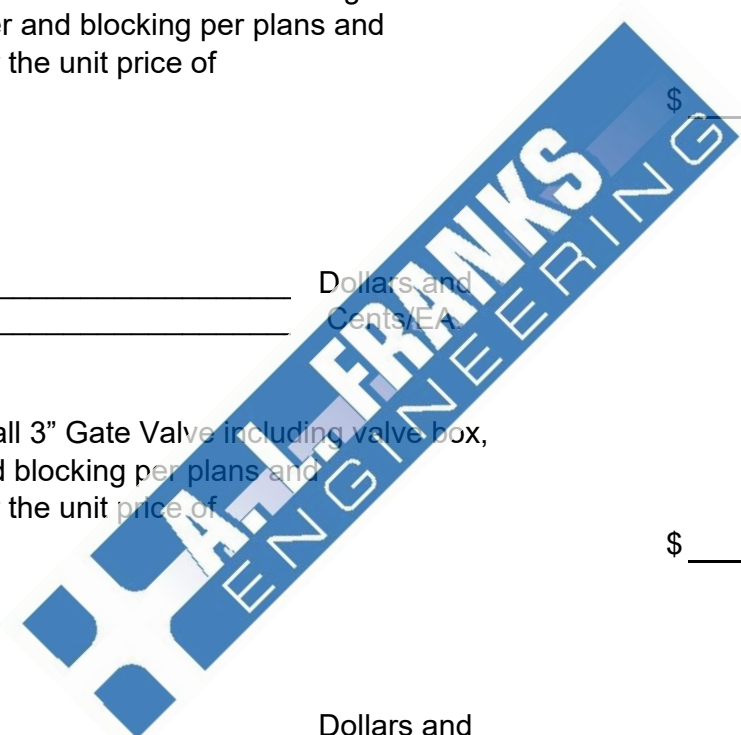 er and blocking per plans and
the unit price of
$
Dollars and
Cents/EA.
all 3” Gate Valve including valve box,
d blocking per plans and
the unit price of
$
Dollars and
A.L. FRANKS
ENGINEERING